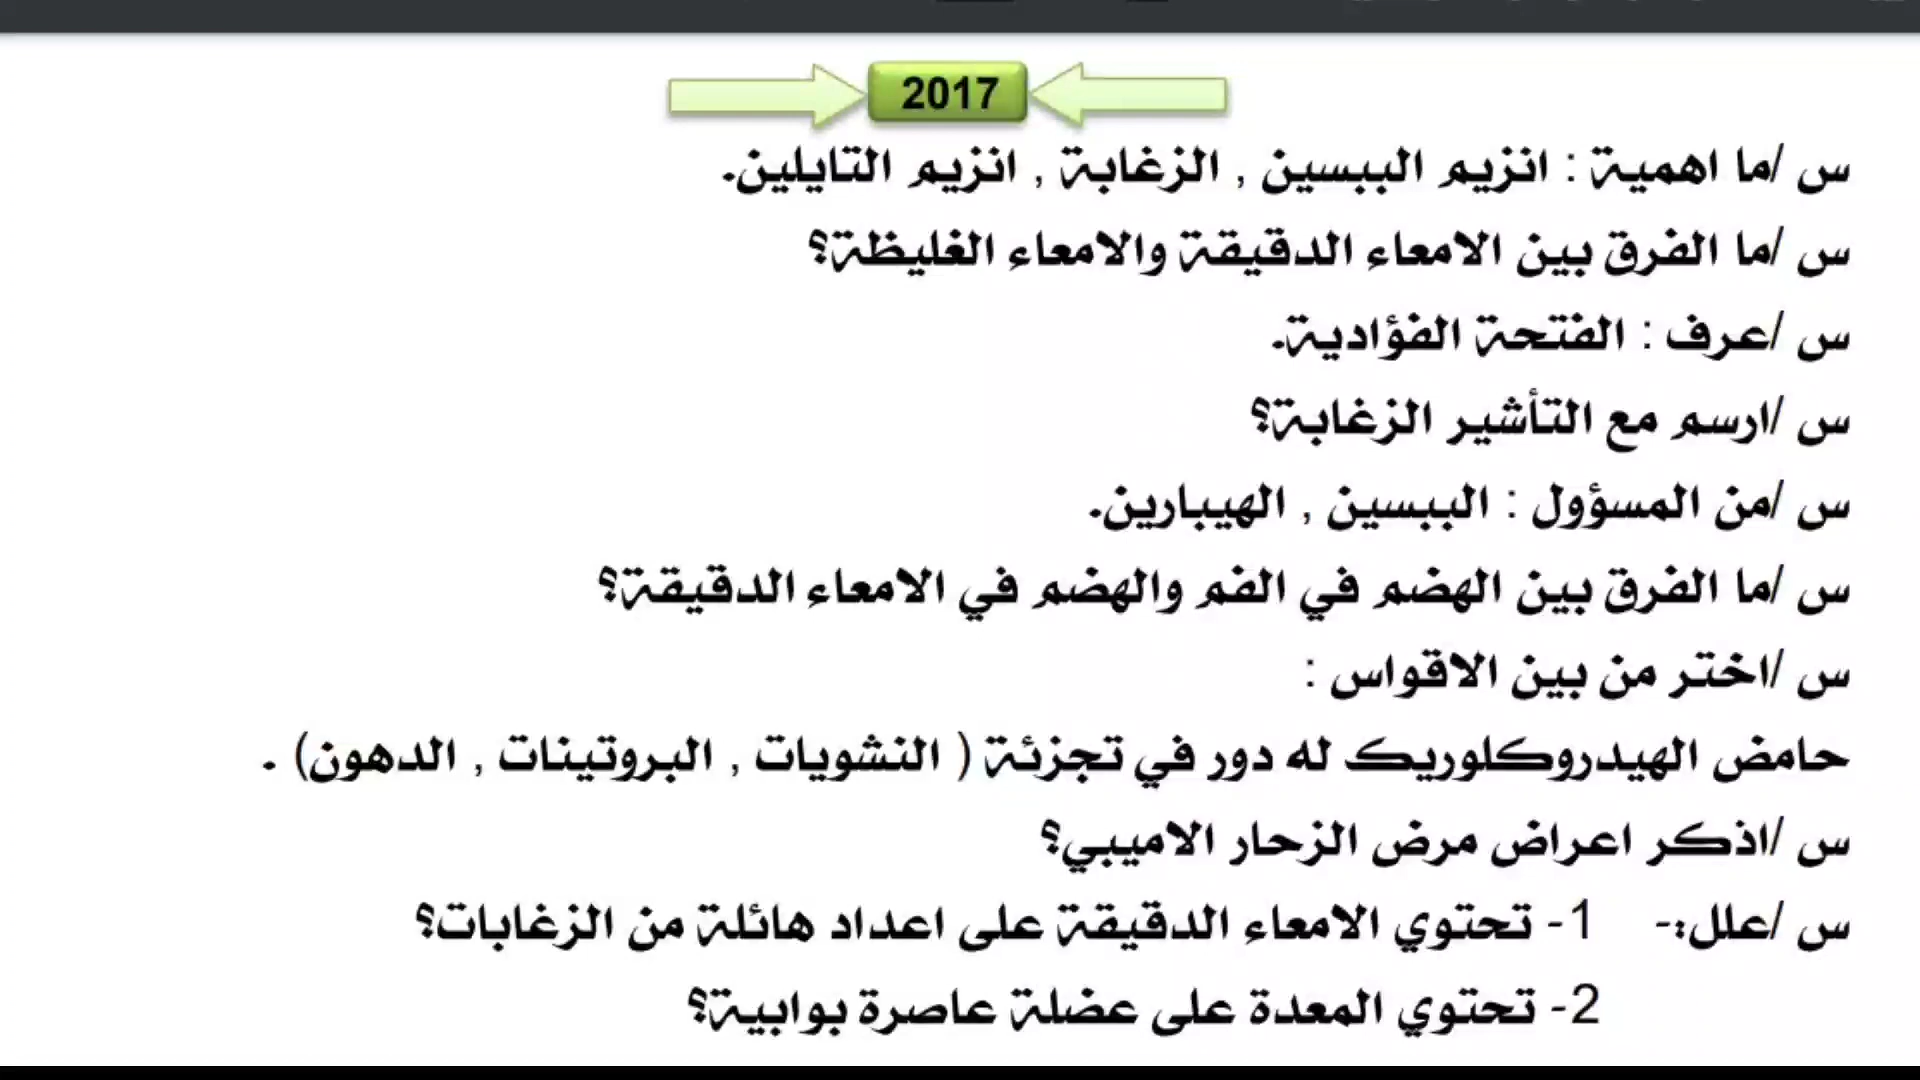 2017
س /ما اهمية : انزيم الببسين , الزغابة , انزيم التايلين.
س /ما الفرق بين الامعاء الدقيقة والامعاء الغليظة؟
س /عرف : الفتحة الفؤادية.
س /ارسم مع التأشير الزغابة؟
س /من المسؤول : الببسين , الهيبارين.
س /ما الفرق بين الهضم في الفم والهضم في الامعاء الدقيقة؟
س /اختر من بين الاقواس :
حامض الهيدروكلوريك له دور في تجزئة ( النشويات , البروتينات , الدهون) .
س /اذكر اعراض مرض الزحار الاميبي؟
س /علل:- 1- تحتوي الامعاء الدقيقة على اعداد هائلة من الزغابات؟
2- تحتوي المعدة على عضلة عاصرة بوابية؟